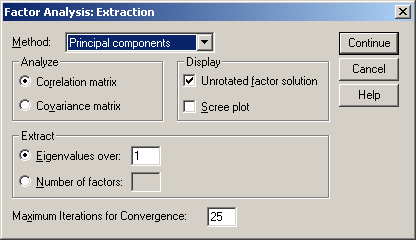 Factor Analysis: Extraction
Method: Principal components
Continue
Cancel
Help
Analyze
Correlation matrix
Covariance matrix
Display
Unrotated factor solution
Scree plot
Extract
Eigenvalues over: 1
Number of factors:
Maximum Iterations for Convergence: 25